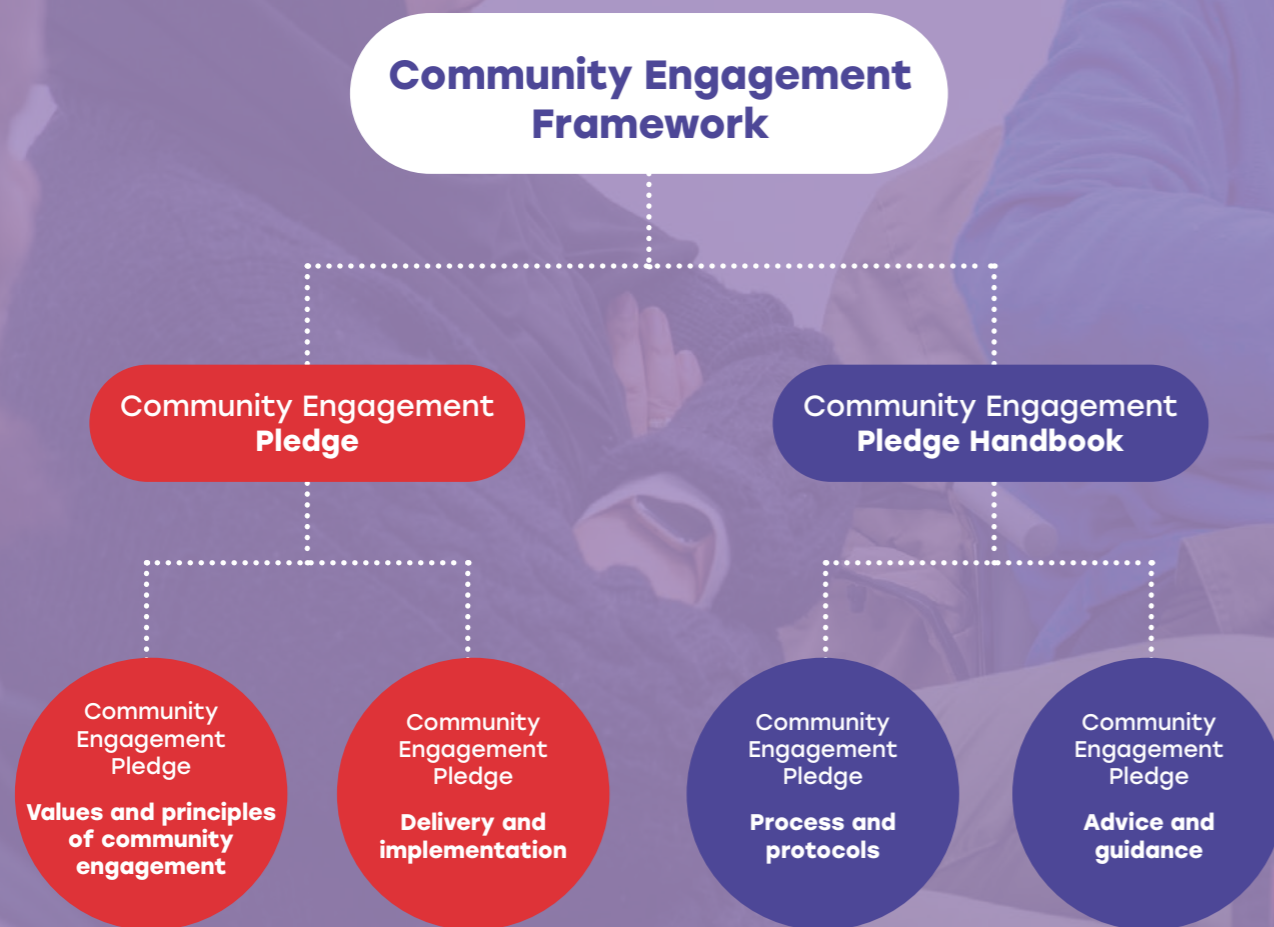 Community Engagement
Framework
Community Engagement
Pledge
Community Engagement
Pledge Handbook
Community
Engagement
Pledge
Values and principles
of community
engagement
Community
Engagement
Pledge
Delivery and
implementation
Community
Engagement
Pledge
Process and
protocols
Community
Engagement
Pledge
Advice and
guidance